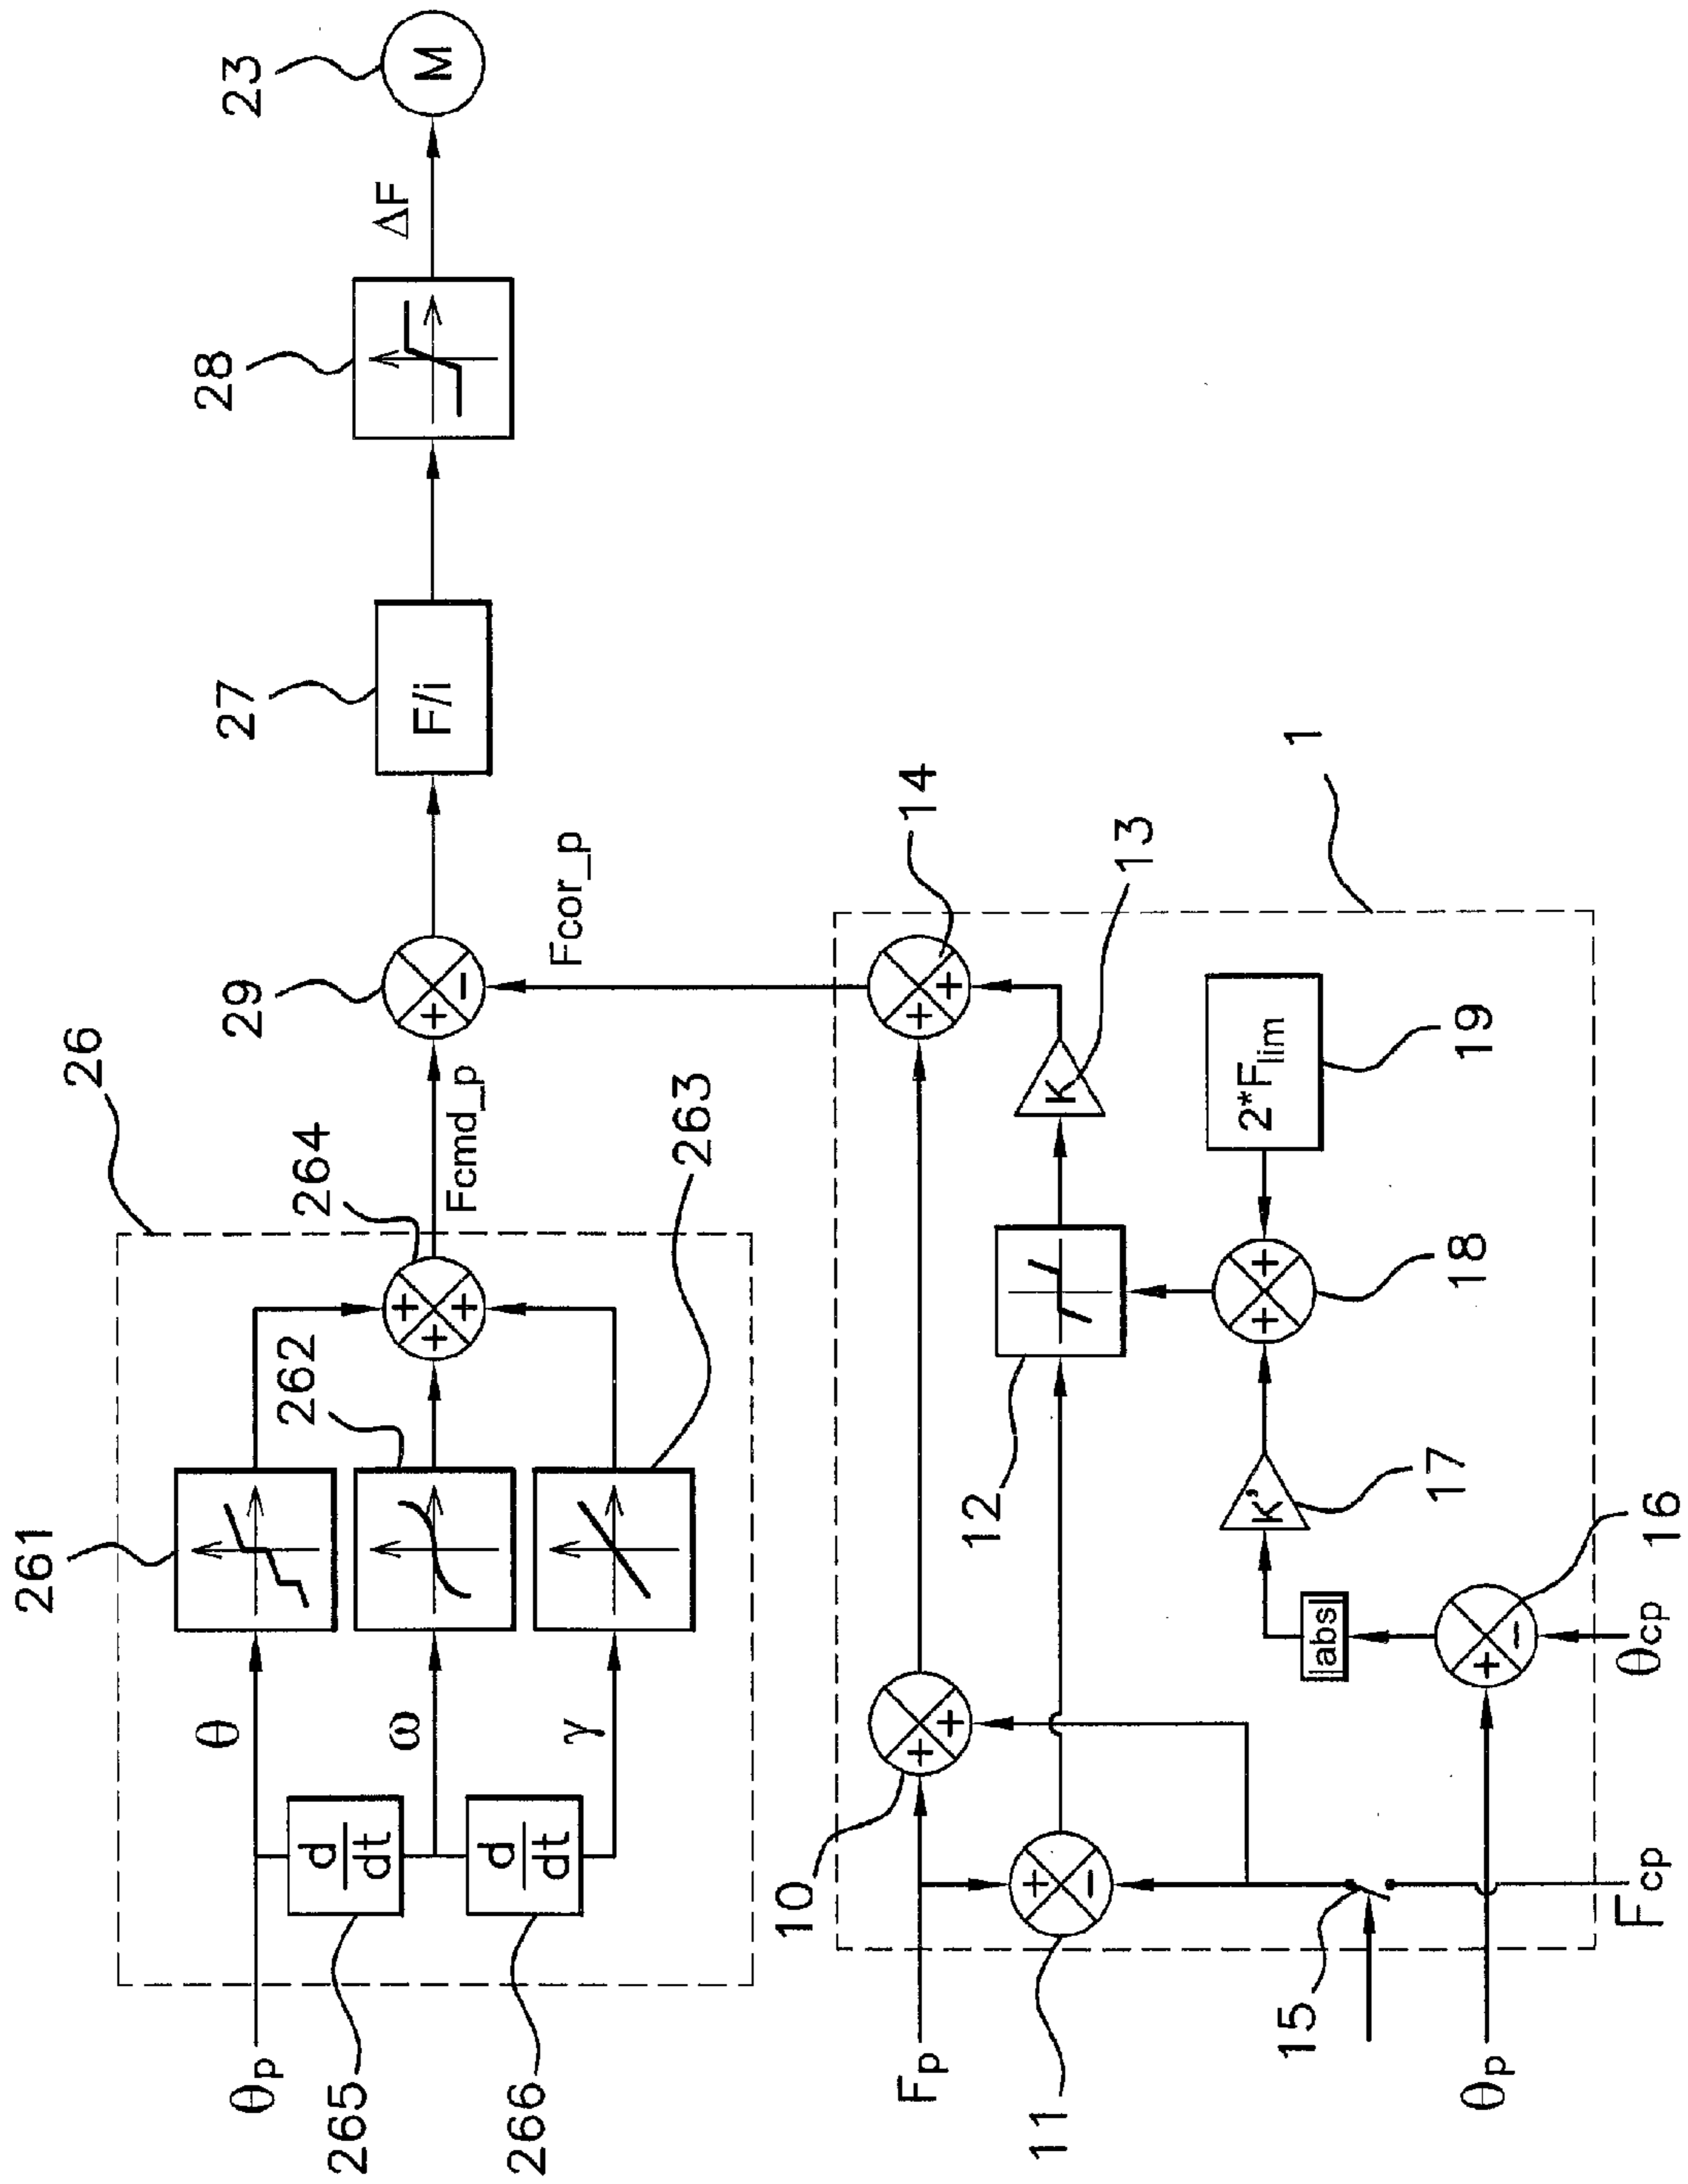 23
M
ΔF
28
27
F/i
29
Fcor_p
Fcmd_p
26
264
263
262
261
θ
ω
γ
d/dt
d/dt
θp
265
266
+
-
+
+
+
1
14
13
+
+
K
2*Flim
19
12
+
+
18
K'
17
16
|abs|
+
-
θcp
10
+
+
11
+
-
15
Fp
Fcp
θp